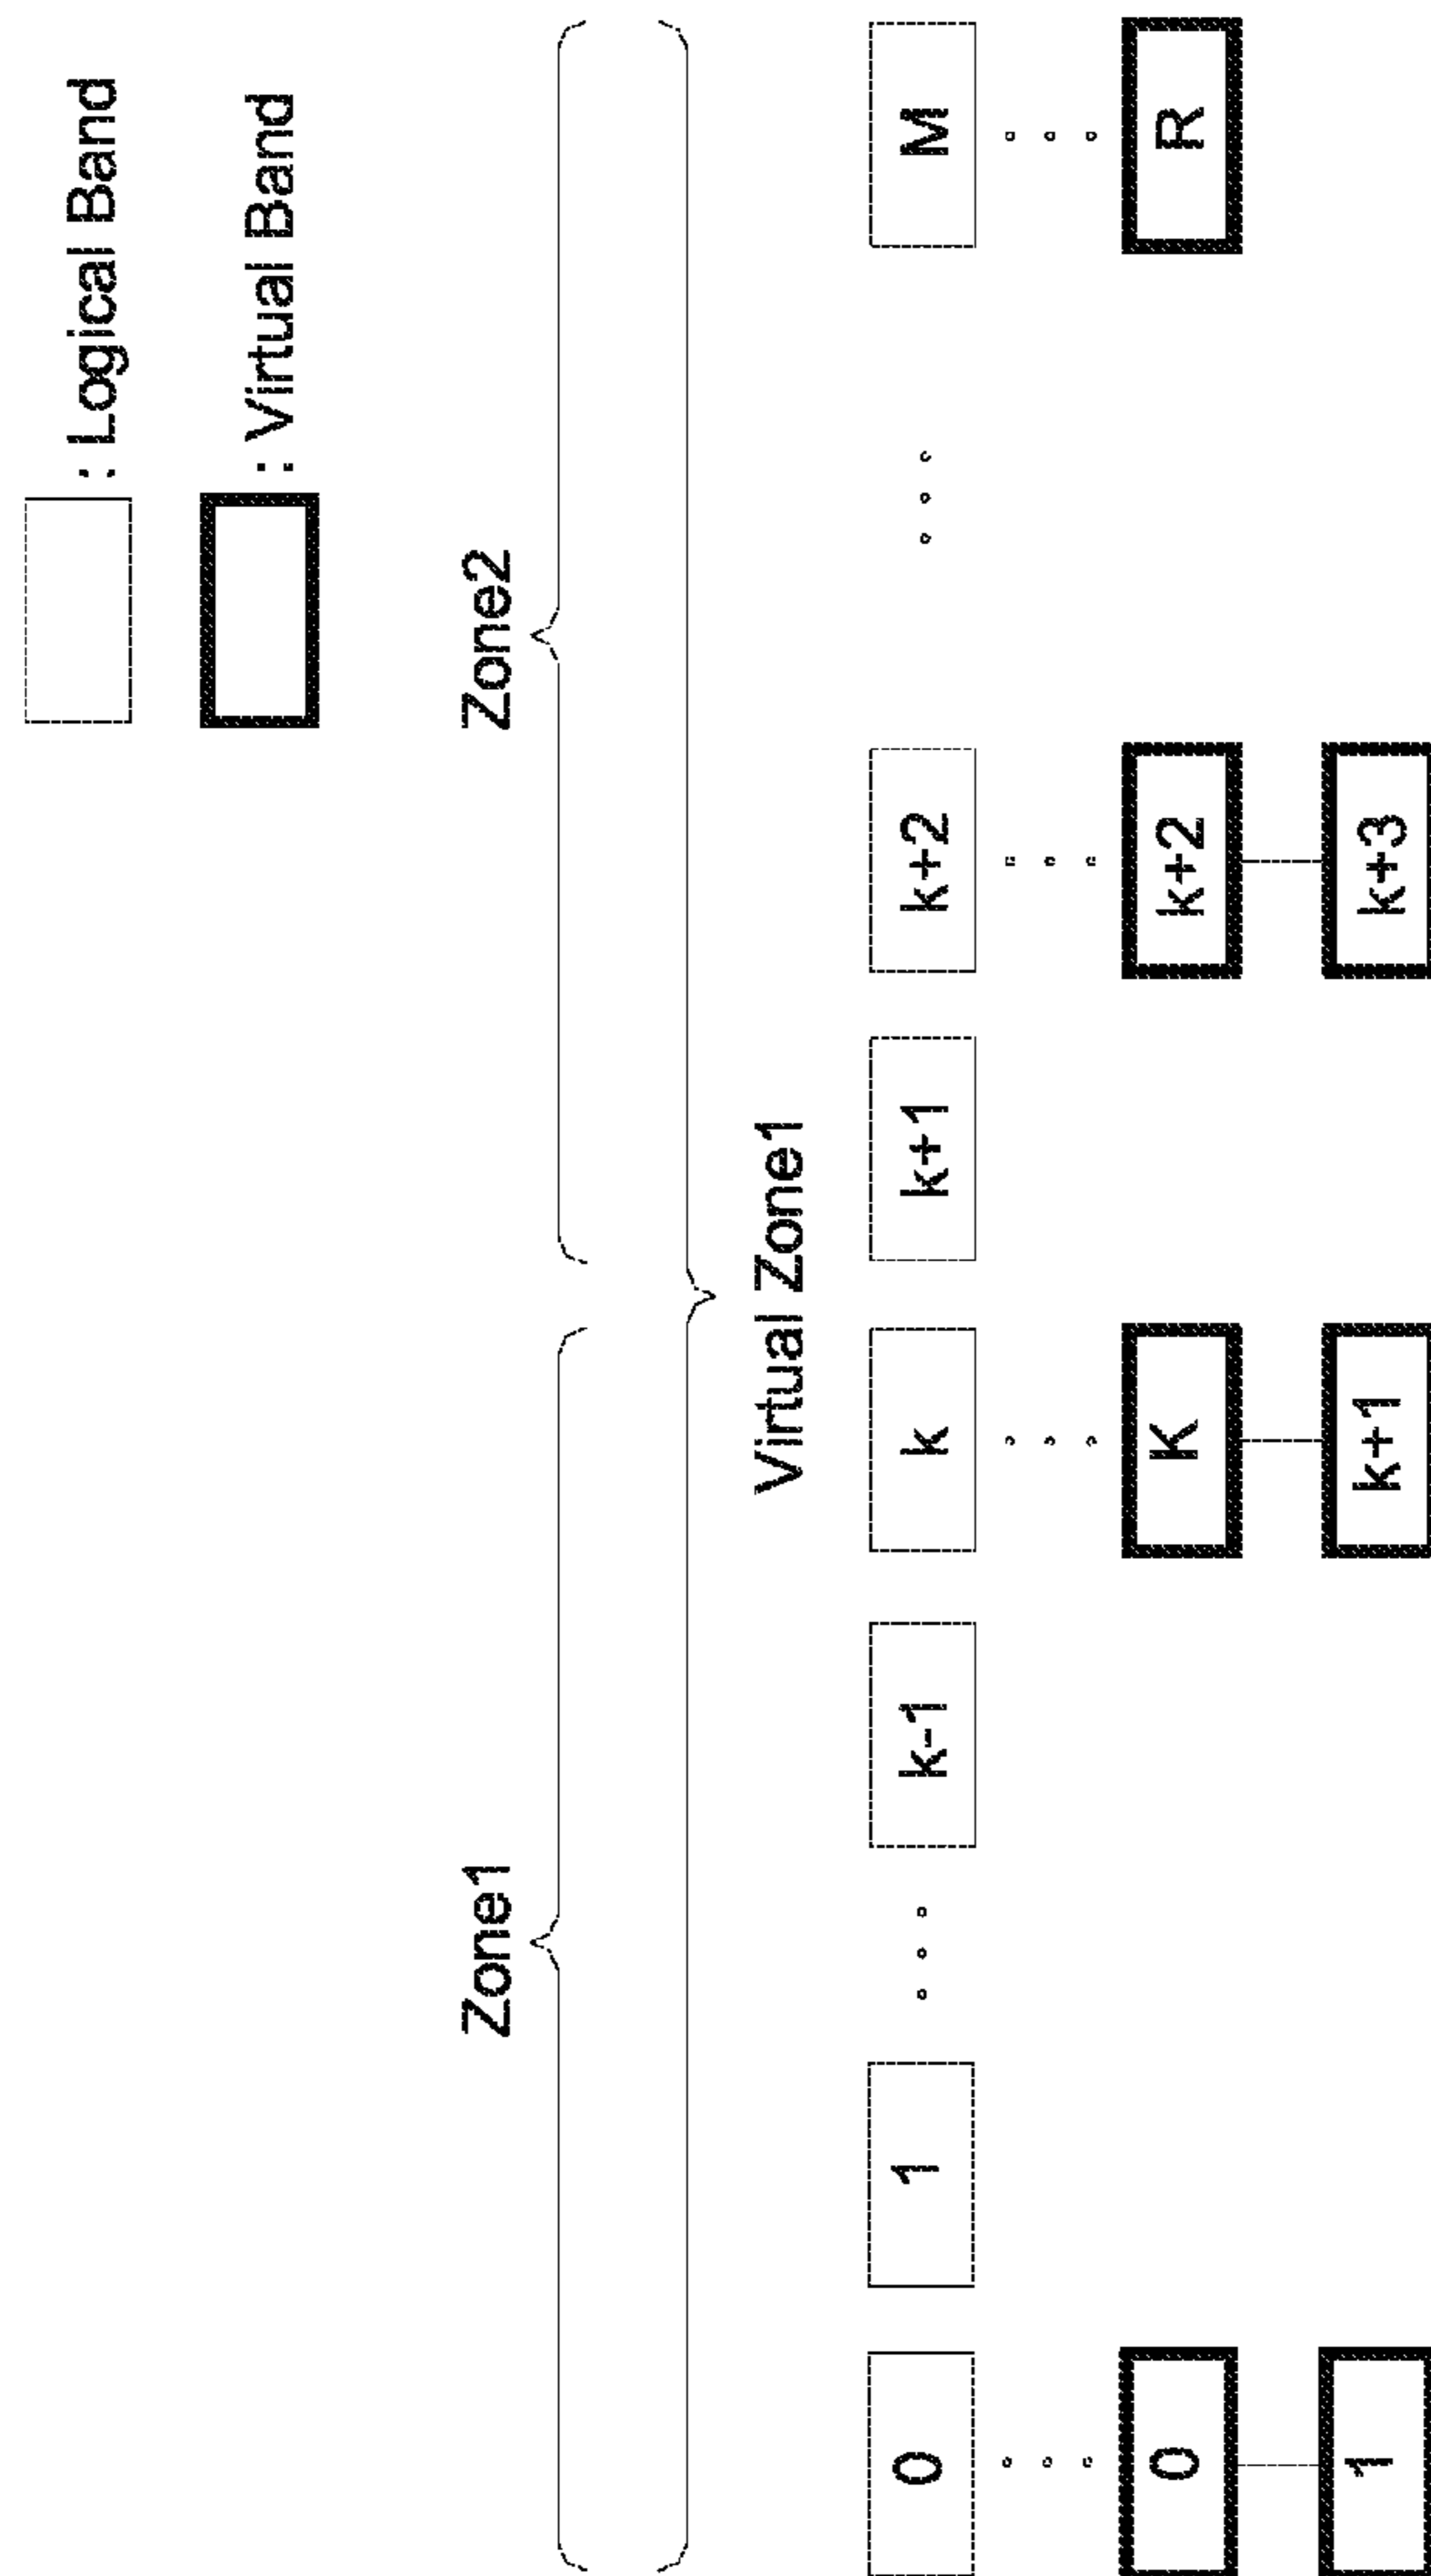 : Logical Band
: Virtual Band
Zone1
Zone2
Virtual Zone1
0
1
k-1
k
k+1
k+2
M
0
K
k+2
R
1
k+1
k+3